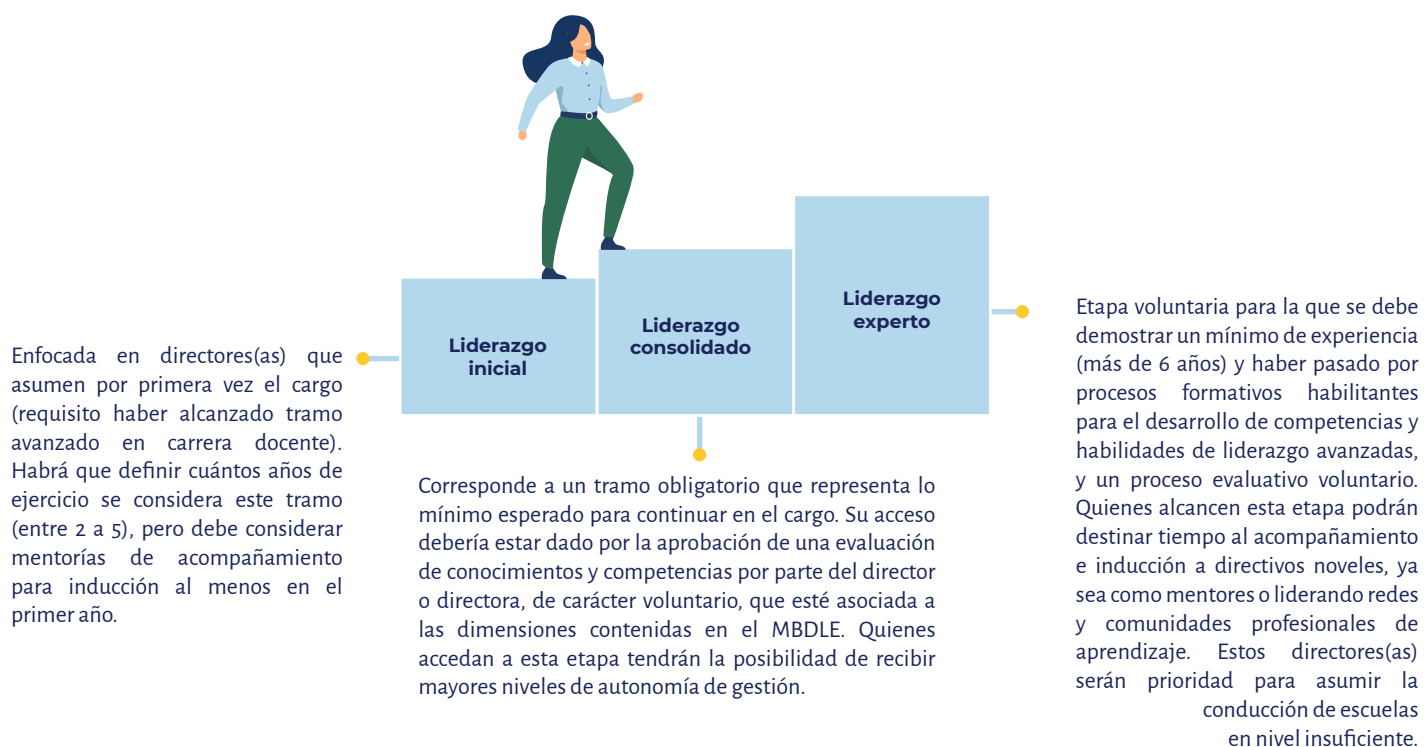 Liderazgo
inicial
Enfocada en directores(as) que
asumen por primera vez el cargo
(requisito haber alcanzado tramo
avanzado en carrera docente).
Habrá que definir cuántos años de
ejercicio se considera este tramo
(entre 2 a 5), pero debe considerar
mentorías de acompañamiento
para inducción al menos en el
primer año.
Liderazgo
consolidado
Corresponde a un tramo obligatorio que representa lo
mínimo esperado para continuar en el cargo. Su acceso
debería estar dado por la aprobación de una evaluación
de conocimientos y competencias por parte del director
o directora, de carácter voluntario, que esté asociada a
las dimensiones contenidas en el MBDLE. Quienes
accedan a esta etapa tendrán la posibilidad de recibir
mayores niveles de autonomía de gestión.
Liderazgo
experto
Etapa voluntaria para la que se debe
demostrar un mínimo de experiencia
(más de 6 años) y haber pasado por
procesos formativos habilitantes
para el desarrollo de competencias y
habilidades de liderazgo avanzadas,
y un proceso evaluativo voluntario.
Quienes alcancen esta etapa podrán
destinar tiempo al acompañamiento
e inducción a directivos noveles, ya
sea como mentores o liderando redes
y comunidades profesionales de
aprendizaje. Estos directores(as)
serán prioridad para asumir la
conducción de escuelas
en nivel insuficiente.